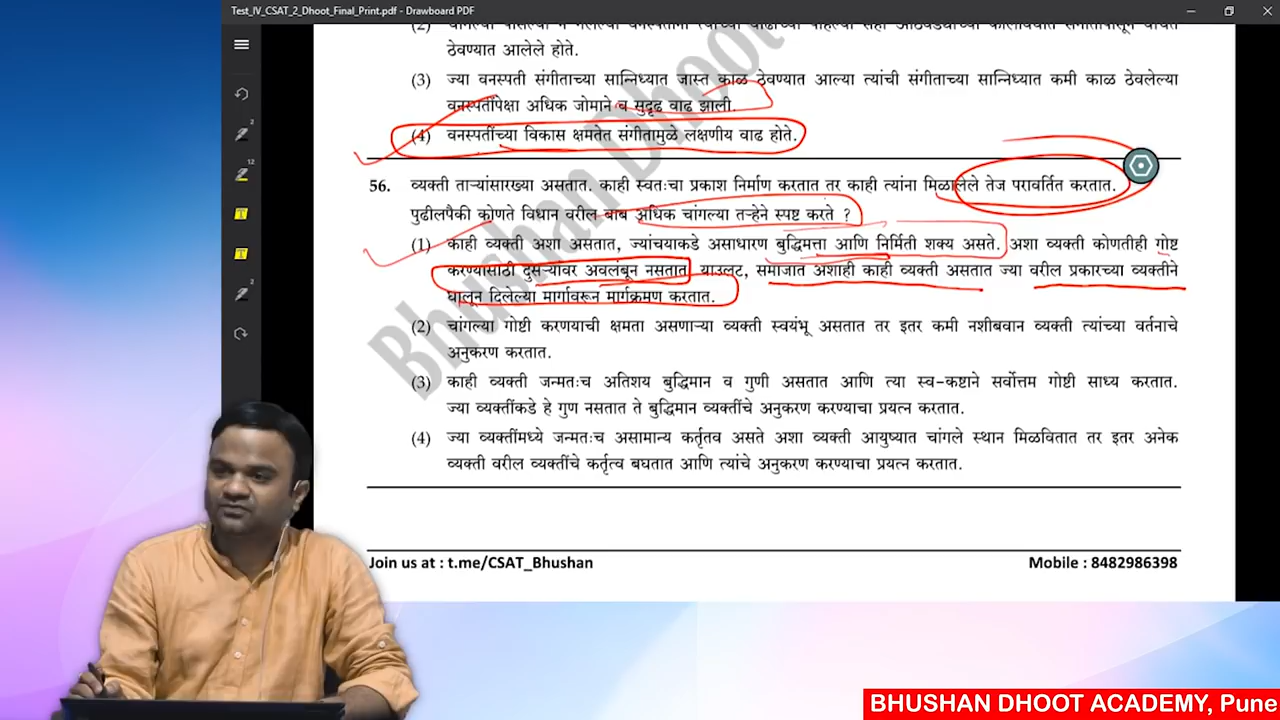 Test_IV_CSAT_2_Dhoot_Final_Print.pdf - Drawboard PDF
ठेवण्यात आलेले होते.
(3) ज्या वनस्पती संगीताच्या सान्निध्यात जास्त काळ ठेवण्यात आल्या त्यांची संगीताच्या सान्निध्यात कमी काळ ठेवलेल्या
वनस्पतींपेक्षा अधिक जोमाने व सुदृढ वाढ झाली.
(4) वनस्पतींच्या विकास क्षमतेत संगीतामुळे लक्षणीय वाढ होते.
56. व्यक्ती ताऱ्यांसारख्या असतात. काही स्वतःचा प्रकाश निर्माण करतात तर काही त्यांना मिळालेले तेज परावर्तित करतात.
पुढीलपैकी कोणते विधान वरील बाब अधिक चांगल्या तऱ्हेने स्पष्ट करते ?
(1) काही व्यक्ती अशा असतात, ज्यांचयाकडे असाधारण बुद्धिमत्ता आणि निर्मिती शक्य असते. अशा व्यक्ती कोणतीही गोष्ट
करण्यासाठी दुसऱ्यावर अवलंबून नसतात याउलट, समाजात अशाही काही व्यक्ती असतात ज्या वरील प्रकारच्या व्यक्तीने
घालून दिलेल्या मार्गावरून मार्गक्रमण करतात.
(2) चांगल्या गोष्टी करणयाची क्षमता असणाऱ्या व्यक्ती स्वयंभू असतात तर इतर कमी नशीबवान व्यक्ती त्यांच्या वर्तनाचे
अनुकरण करतात.
(3) काही व्यक्ती जन्मतःच अतिशय बुद्धिमान व गुणी असतात आणि त्या स्व-कष्टाने सर्वोत्तम गोष्टी साध्य करतात.
ज्या व्यक्तींकडे हे गुण नसतात ते बुद्धिमान व्यक्तींचे अनुकरण करण्याचा प्रयत्न करतात.
(4) ज्या व्यक्तींमध्ये जन्मतःच असामान्य कर्तृतव असते अशा व्यक्ती आयुष्यात चांगले स्थान मिळवितात तर इतर अनेक
व्यक्ती वरील व्यक्तींचे कर्तृत्व बघतात आणि त्यांचे अनुकरण करण्याचा प्रयत्न करतात.
Bhushan Dhoot
Join us at : t.me/CSAT_Bhushan Mobile : 8482986398
BHUSHAN DHOOT ACADEMY, Pune